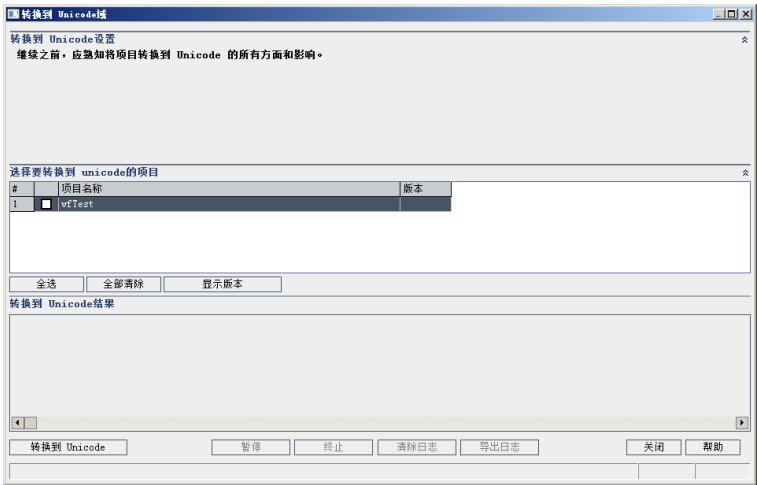 转换到 Unicode域
转换到 Unicode设置
继续之前，应熟知将项目转换到 Unicode 的所有方面和影响。
选择要转换到 unicode的项目
# 项目名称 版本
1 wfTest
全选 全部清除 显示版本
转换到 Unicode结果
转换到 Unicode 暂停 终止 清除日志 导出日志 关闭 帮助